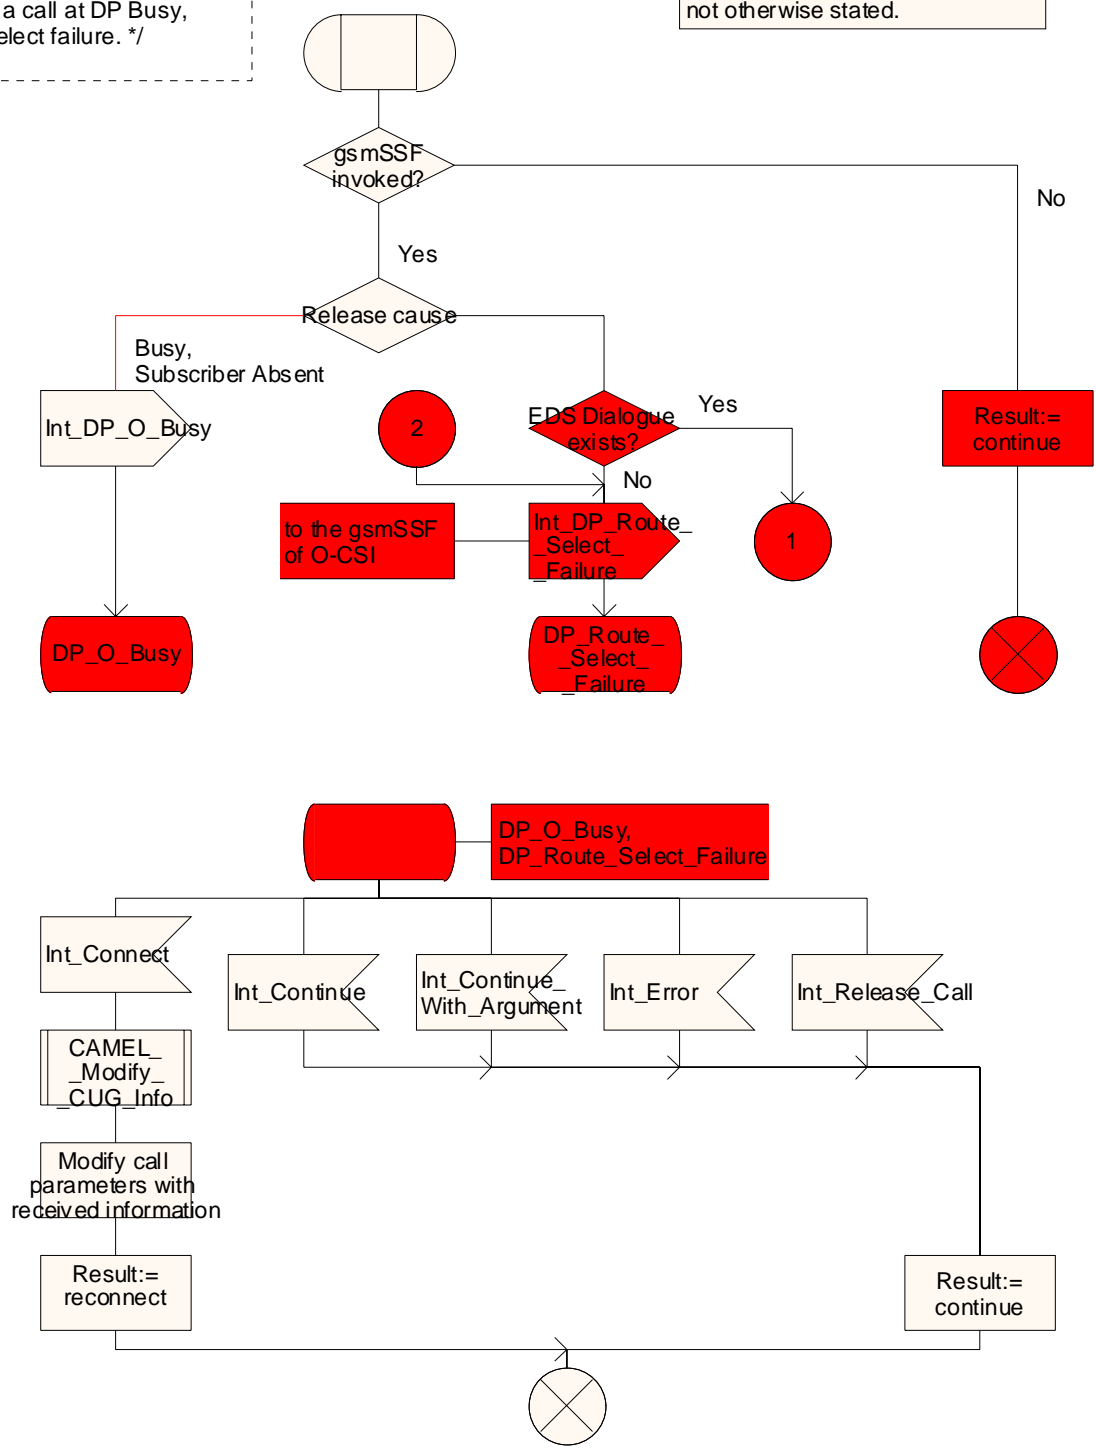 a call at DP Busy,
elect failure. */
not otherwise stated.
gsmSSF
invoked?
No
Yes
Release cause
Busy,
Subscriber Absent
Int_DP_O_Busy
2
EDS Dialogue
exists?
Yes
Result:=
continue
No
to the gsmSSF
of O-CSI
Int_DP_Route_
_Select_
_Failure
1
DP_O_Busy
DP_Route_
_Select_
_Failure
DP_O_Busy,
DP_Route_Select_Failure
Int_Connect
Int_Continue
Int_Continue_
With_Argument
Int_Error
Int_Release_Call
CAMEL_
_Modify_
_CUG_Info
Modify call
parameters with
received information
Result:=
reconnect
Result:=
continue